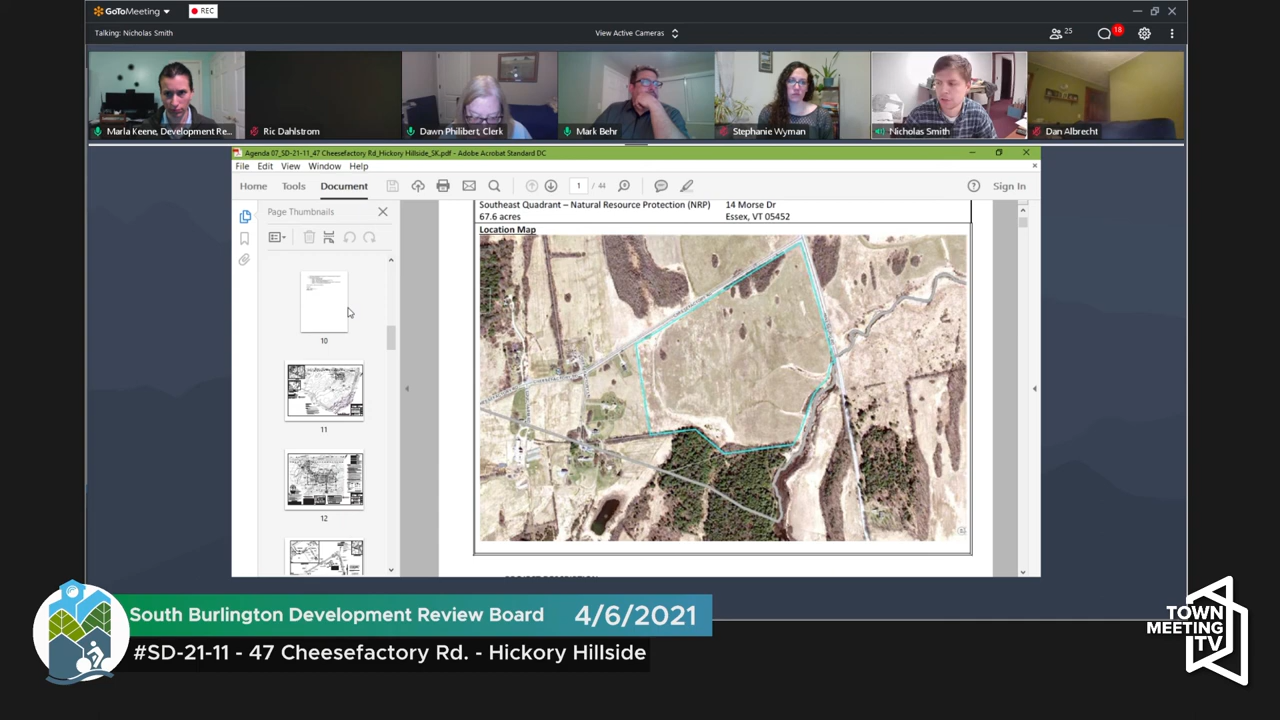 GoToMeeting
REC
Talking: Nicholas Smith
View Active Cameras
25
18
Marla Keene, Development Re...
Ric Dahlstrom
Dawn Philibert, Clerk
Mark Behr
Stephanie Wyman
Nicholas Smith
Dan Albrecht
Agenda 07_SD-21-11_47 Cheesefactory Rd_Hickory Hillside_SK.pdf - Adobe Acrobat Standard DC
File Edit View Window Help
Home Tools Document
1 / 44
Sign In
Page Thumbnails
Southeast Quadrant – Natural Resource Protection (NRP) 14 Morse Dr
67.6 acres Essex, VT 05452
Location Map
10
11
12
South Burlington Development Review Board 4/6/2021
#SD-21-11 - 47 Cheesefactory Rd. - Hickory Hillside
TOWN
MEETING
TV